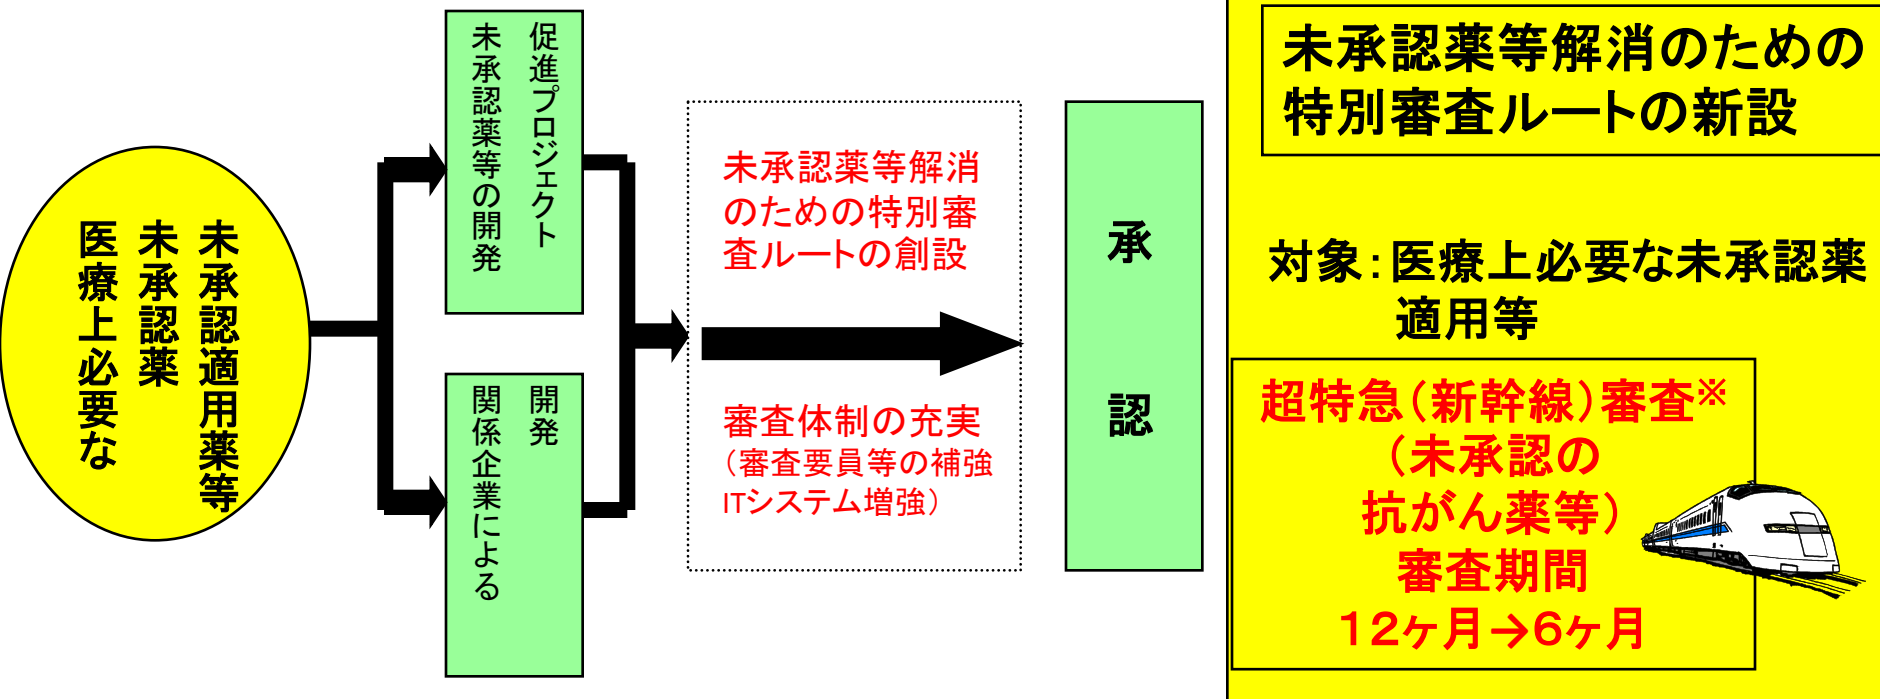 医療上必要な
未承認薬
未承認適用薬等
未承認薬等の開発
促進プロジェクト
関係企業による
開発
未承認薬等解消
のための特別審
査ルートの創設
審査体制の充実
（審査要員等の補強
ITシステム増強）
承認
未承認薬等解消のための
特別審査ルートの新設
対象：医療上必要な未承認薬
適用等
超特急（新幹線）審査※
（未承認の
抗がん薬等）
審査期間
１２ヶ月→６ヶ月